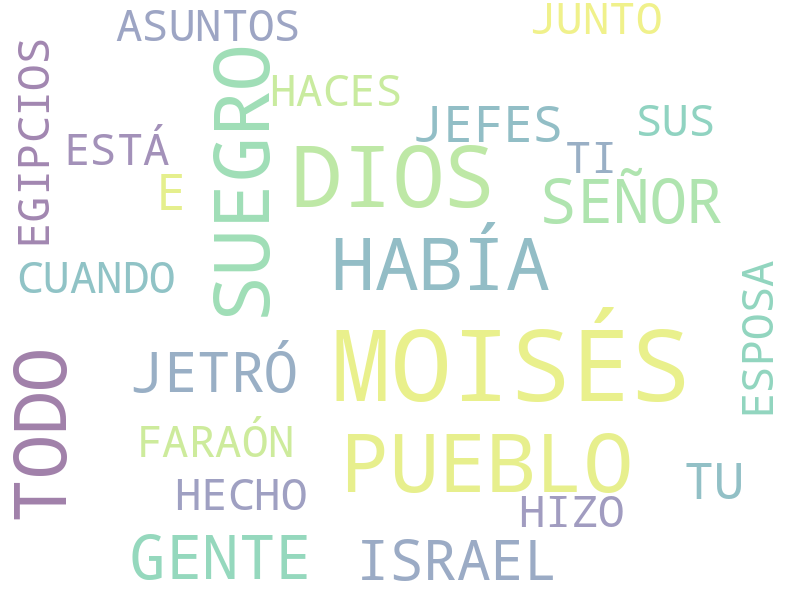 ASUNTOS
JUNTO
EGIPCIOS
SUEGRO
HACES
JEFES
SUS
ESTÁ
TI
E
DIOS
SEÑOR
HABÍA
CUANDO
ESPOSA
MOISÉS
TODO
JETRÓ
FARAÓN
PUEBLO
TU
HECHO
HIZO
GENTE
ISRAEL